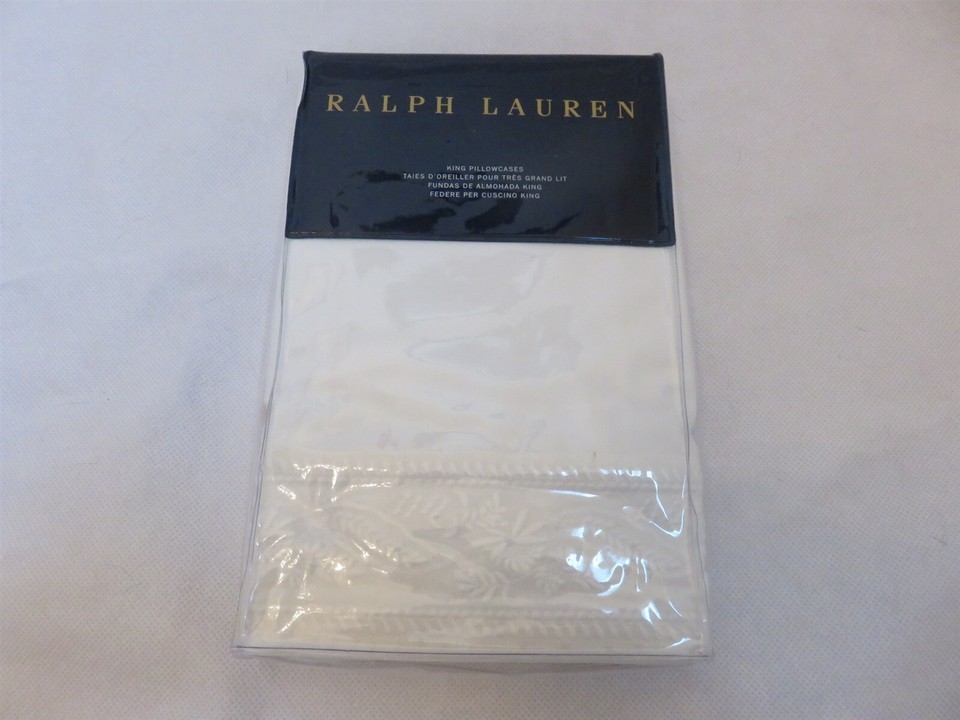 RALPH LAUREN
KING PILLOWCASES
TAIES D'OREILLER POUR TRÈS GRAND LIT
FUNDAS DE ALMOHADA KING
FEDERE PER CUSCINO KING